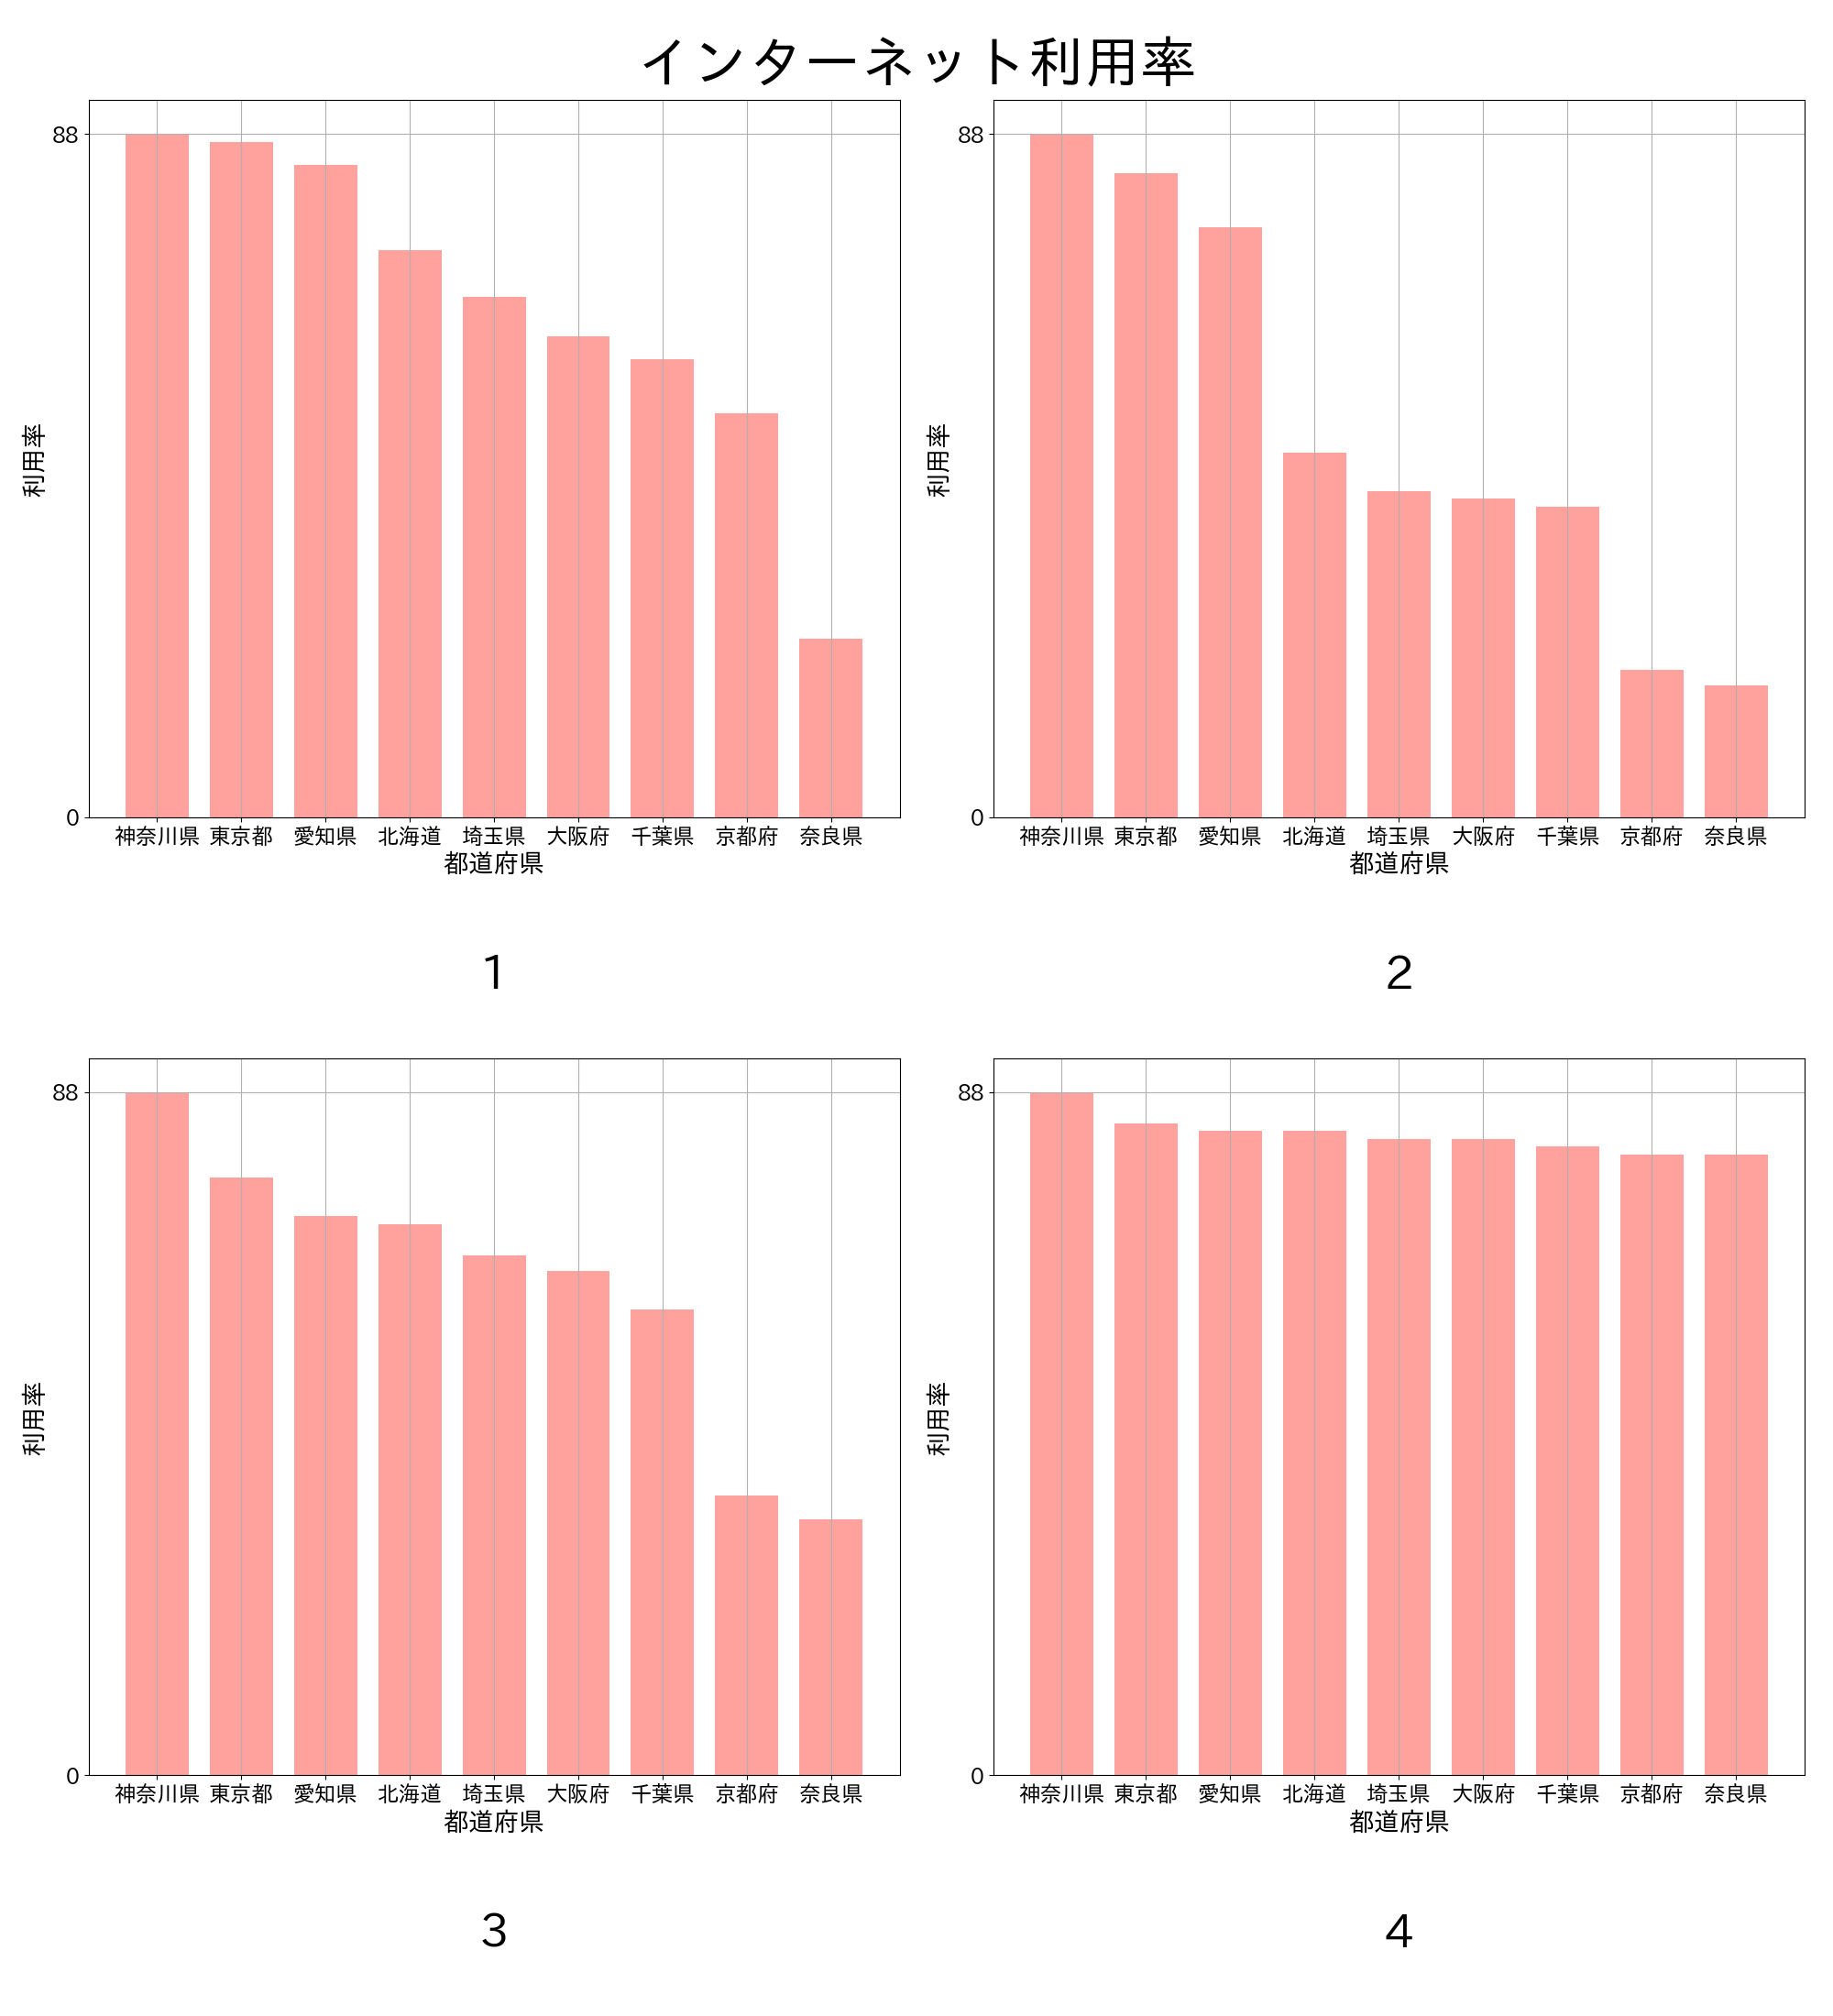 インターネット利用率
88
0
利用率
神奈川県 東京都 愛知県 北海道 埼玉県 大阪府 千葉県 京都府 奈良県
都道府県
1
88
0
利用率
神奈川県 東京都 愛知県 北海道 埼玉県 大阪府 千葉県 京都府 奈良県
都道府県
2
88
0
利用率
神奈川県 東京都 愛知県 北海道 埼玉県 大阪府 千葉県 京都府 奈良県
都道府県
3
88
0
利用率
神奈川県 東京都 愛知県 北海道 埼玉県 大阪府 千葉県 京都府 奈良県
都道府県
4